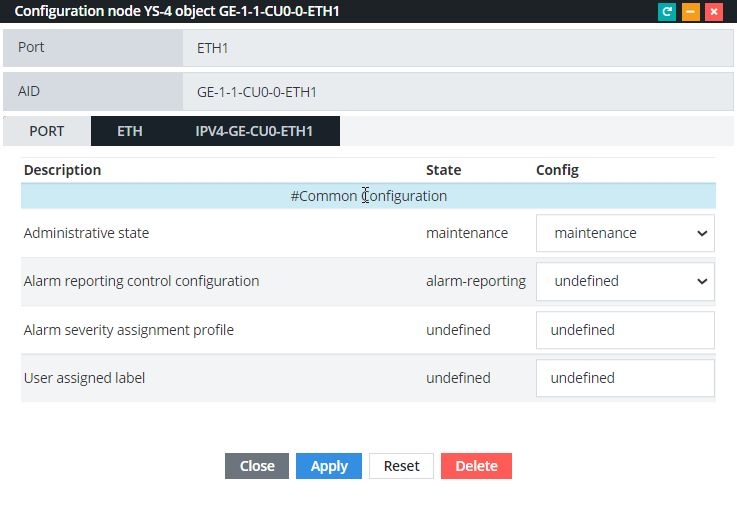 Configuration node YS-4 object GE-1-1-CU0-0-ETH1
Port ETH1
AID GE-1-1-CU0-0-ETH1
PORT ETH IPV4-GE-CU0-ETH1
Description State Config
#Common Configuration
Administrative state maintenance maintenance
Alarm reporting control configuration alarm-reporting undefined
Alarm severity assignment profile undefined undefined
User assigned label undefined undefined
Close Apply Reset Delete